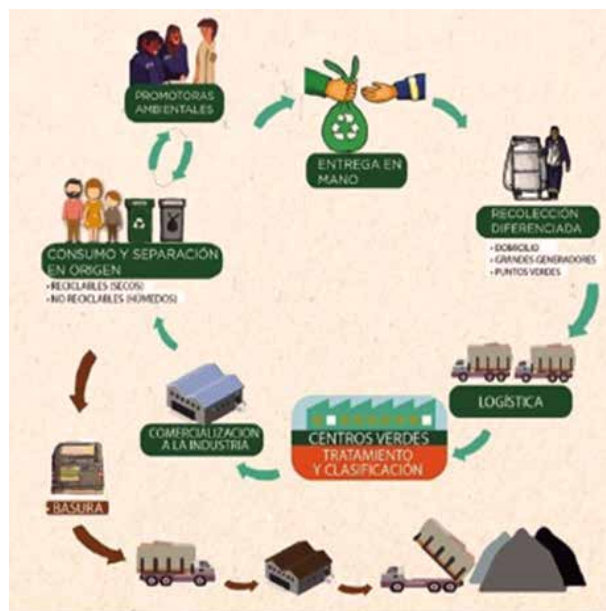 PROMOTORAS
AMBIENTALES
ENTREGA EN
MANO
RECOLECCIÓN
DIFERENCIADA
• DOMICILIO
• GRANDES GENERADORES
• PUNTOS VERDES
CONSUMO Y SEPARACIÓN
EN ORIGEN
• RECICLABLES (SECOS)
• NO RECICLABLES (HÚMEDOS)
LOGÍSTICA
CENTROS VERDES
TRATAMIENTO
Y CLASIFICACIÓN
COMERCIALIZACION
A LA INDUSTRIA
• BASURA